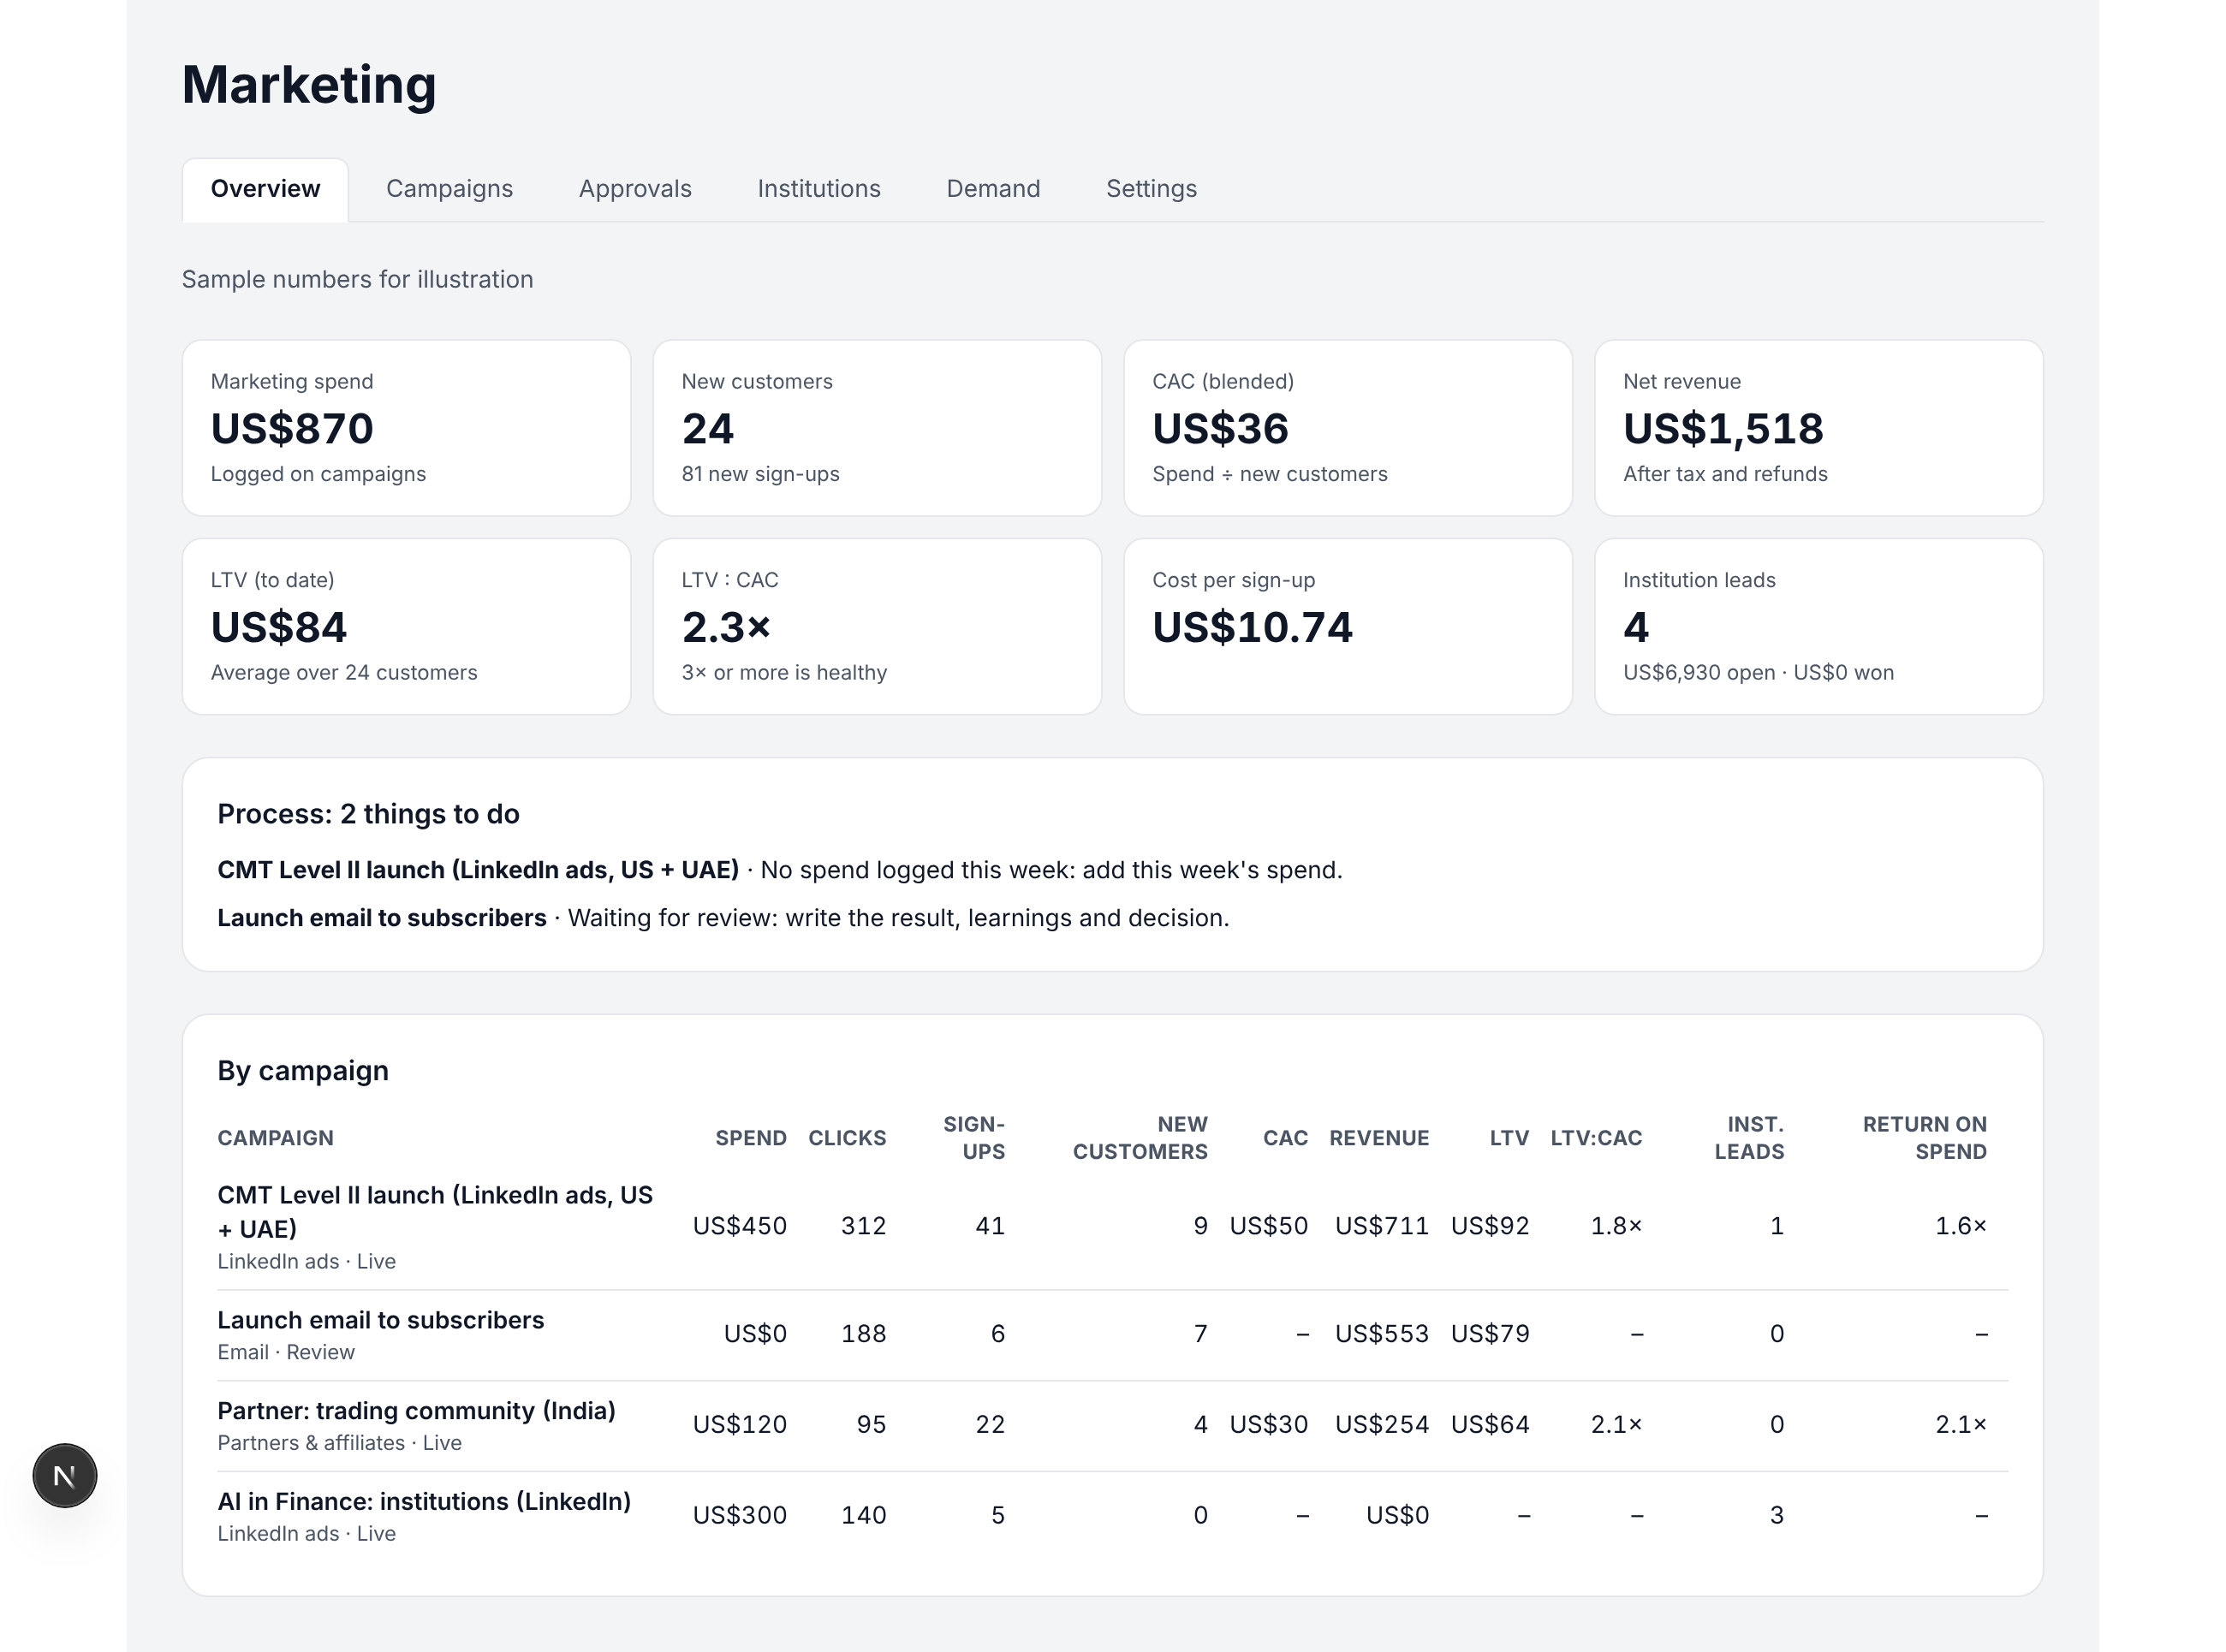 Marketing
Overview
Campaigns
Approvals
Institutions
Demand
Settings
Sample numbers for illustration
Marketing spend
US$870
Logged on campaigns
New customers
24
81 new sign-ups
CAC (blended)
US$36
Spend ÷ new customers
Net revenue
US$1,518
After tax and refunds
LTV (to date)
US$84
Average over 24 customers
LTV : CAC
2.3×
3× or more is healthy
Cost per sign-up
US$10.74
Institution leads
4
US$6,930 open · US$0 won
Process: 2 things to do
CMT Level II launch (LinkedIn ads, US + UAE) · No spend logged this week: add this week's spend.
Launch email to subscribers · Waiting for review: write the result, learnings and decision.
By campaign
CAMPAIGN SPEND CLICKS SIGN-UPS NEW CUSTOMERS CAC REVENUE LTV LTV:CAC INST. LEADS RETURN ON SPEND
CMT Level II launch (LinkedIn ads, US
+ UAE)
LinkedIn ads · Live
US$450 312 41 9 US$50 US$711 US$92 1.8× 1 1.6×
Launch email to subscribers
Email · Review
US$0 188 6 7 – US$553 US$79 – 0 –
Partner: trading community (India)
Partners & affiliates · Live
US$120 95 22 4 US$30 US$254 US$64 2.1× 0 2.1×
AI in Finance: institutions (LinkedIn)
LinkedIn ads · Live
US$300 140 5 0 – US$0 – – 3 –
N